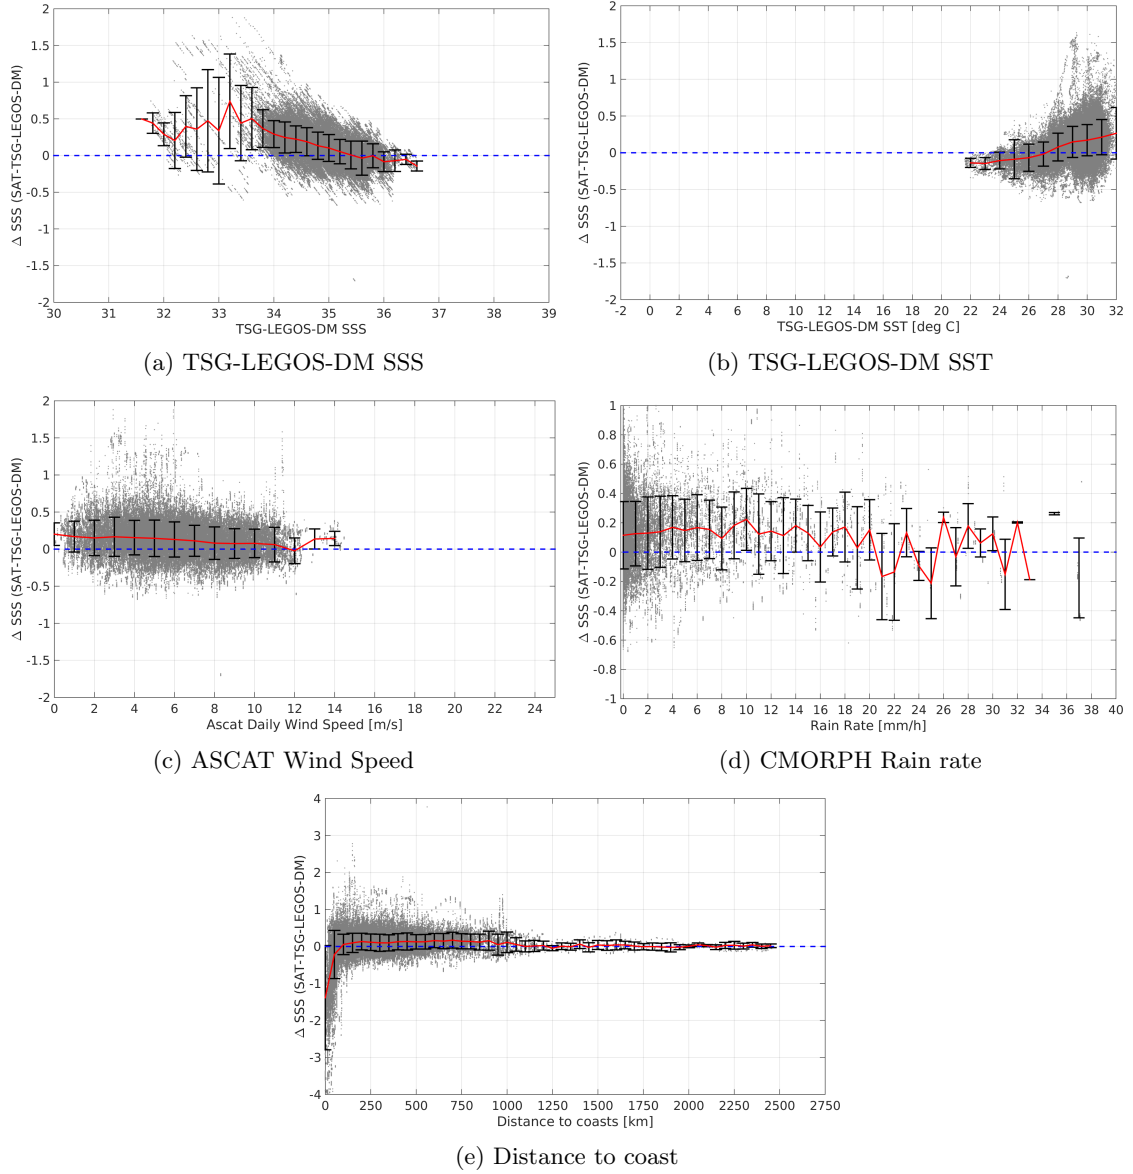 2
1.5
1
0.5
0
-0.5
-1
-1.5
-2
Δ SSS (SAT-TSG-LEGOS-DM)
30 31 32 33 34 35 36 37 38 39
TSG-LEGOS-DM SSS
(a) TSG-LEGOS-DM SSS
2
1.5
1
0.5
0
-0.5
-1
-1.5
-2
Δ SSS (SAT-TSG-LEGOS-DM)
-2 0 2 4 6 8 10 12 14 16 18 20 22 24 26 28 30 32
TSG-LEGOS-DM SST [deg C]
(b) TSG-LEGOS-DM SST
2
1.5
1
0.5
0
-0.5
-1
-1.5
-2
Δ SSS (SAT-TSG-LEGOS-DM)
0 2 4 6 8 10 12 14 16 18 20 22 24
Ascat Daily Wind Speed [m/s]
(c) ASCAT Wind Speed
1
0.8
0.6
0.4
0.2
0
-0.2
-0.4
-0.6
-0.8
-1
Δ SSS (SAT-TSG-LEGOS-DM)
0 2 4 6 8 10 12 14 16 18 20 22 24 26 28 30 32 34 36 38 40
Rain Rate [mm/h]
(d) CMORPH Rain rate
4
3
2
1
0
-1
-2
-3
-4
Δ SSS (SAT-TSG-LEGOS-DM)
0 250 500 750 1000 1250 1500 1750 2000 2250 2500 2750
Distance to coasts [km]
(e) Distance to coast